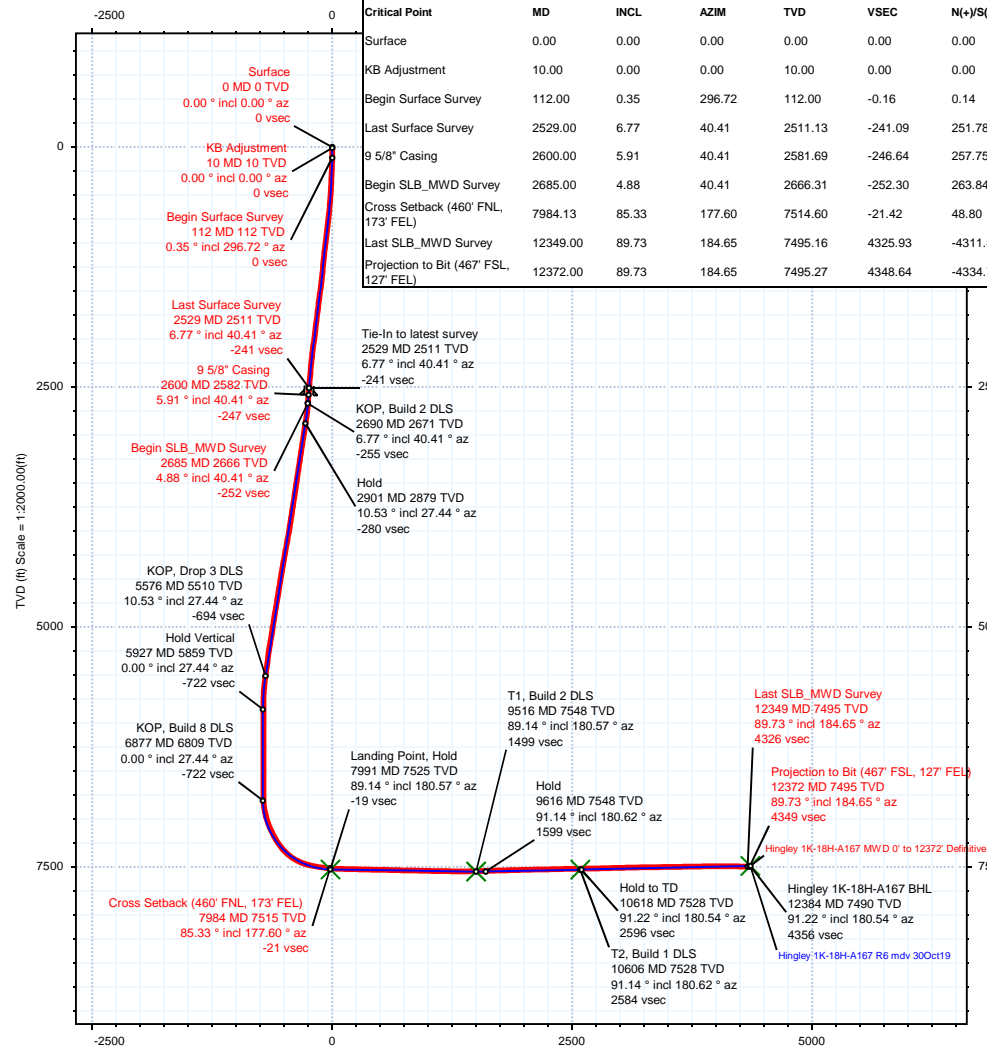 -2500 0
Critical Point MD INCL AZIM TVD VSEC N(+)/S(
Surface 0.00 0.00 0.00 0.00 0.00 0.00
KB Adjustment 10.00 0.00 0.00 10.00 0.00 0.00
Begin Surface Survey 112.00 0.35 296.72 112.00 -0.16 0.14
Last Surface Survey 2529.00 6.77 40.41 2511.13 -241.09 251.78
9 5/8" Casing 2600.00 5.91 40.41 2581.69 -246.64 257.75
Begin SLB_MWD Survey 2685.00 4.88 40.41 2666.31 -252.30 263.84
Cross Setback (460' FNL,
173' FEL) 7984.13 85.33 177.60 7514.60 -21.42 48.80
Last SLB_MWD Survey 12349.00 89.73 184.65 7495.16 4325.93 -4311.
Projection to Bit (467' FSL,
127' FEL) 12372.00 89.73 184.65 7495.27 4348.64 -4334.
Surface
0 MD 0 TVD
0.00 ° incl 0.00 ° az
0 vsec
0
KB Adjustment
10 MD 10 TVD
0.00 ° incl 0.00 ° az
0 vsec
Begin Surface Survey
112 MD 112 TVD
0.35 ° incl 296.72 ° az
0 vsec
Last Surface Survey
2529 MD 2511 TVD
6.77 ° incl 40.41 ° az
-241 vsec
Tie-In to latest survey
2529 MD 2511 TVD
6.77 ° incl 40.41 ° az
-241 vsec
9 5/8" Casing
2600 MD 2582 TVD
5.91 ° incl 40.41 ° az
-247 vsec
2500
25
KOP, Build 2 DLS
2690 MD 2671 TVD
6.77 ° incl 40.41 ° az
-255 vsec
Begin SLB_MWD Survey
2685 MD 2666 TVD
4.88 ° incl 40.41 ° az
-252 vsec
Hold
2901 MD 2879 TVD
10.53 ° incl 27.44 ° az
-280 vsec
TVD (ft) Scale = 1:2000.00(ft)
KOP, Drop 3 DLS
5576 MD 5510 TVD
10.53 ° incl 27.44 ° az
-694 vsec
5000
50
Hold Vertical
5927 MD 5859 TVD
0.00 ° incl 27.44 ° az
-722 vsec
KOP, Build 8 DLS
6877 MD 6809 TVD
0.00 ° incl 27.44 ° az
-722 vsec
Landing Point, Hold
7991 MD 7525 TVD
89.14 ° incl 180.57 ° az
-19 vsec
T1, Build 2 DLS
9516 MD 7548 TVD
89.14 ° incl 180.57 ° az
1499 vsec
Hold
9616 MD 7548 TVD
91.14 ° incl 180.62 ° az
1599 vsec
Last SLB_MWD Survey
12349 MD 7495 TVD
89.73 ° incl 184.65 ° az
4326 vsec
Projection to Bit (467' FSL, 127' FEL)
12372 MD 7495 TVD
89.73 ° incl 184.65 ° az
4349 vsec
Hingley 1K-18H-A167 MWD 0' to 12372' Definitive
7500
75
Cross Setback (460' FNL, 173' FEL)
7984 MD 7515 TVD
85.33 ° incl 177.60 ° az
-21 vsec
Hold to TD
10618 MD 7528 TVD
91.22 ° incl 180.54 ° az
2596 vsec
T2, Build 1 DLS
10606 MD 7528 TVD
91.14 ° incl 180.62 ° az
2584 vsec
Hingley 1K-18H-A167 BHL
12384 MD 7490 TVD
91.22 ° incl 180.54 ° az
4356 vsec
Hingley 1K-18H-A167 R6 mdv 30Oct19
-2500 0 2500 5000